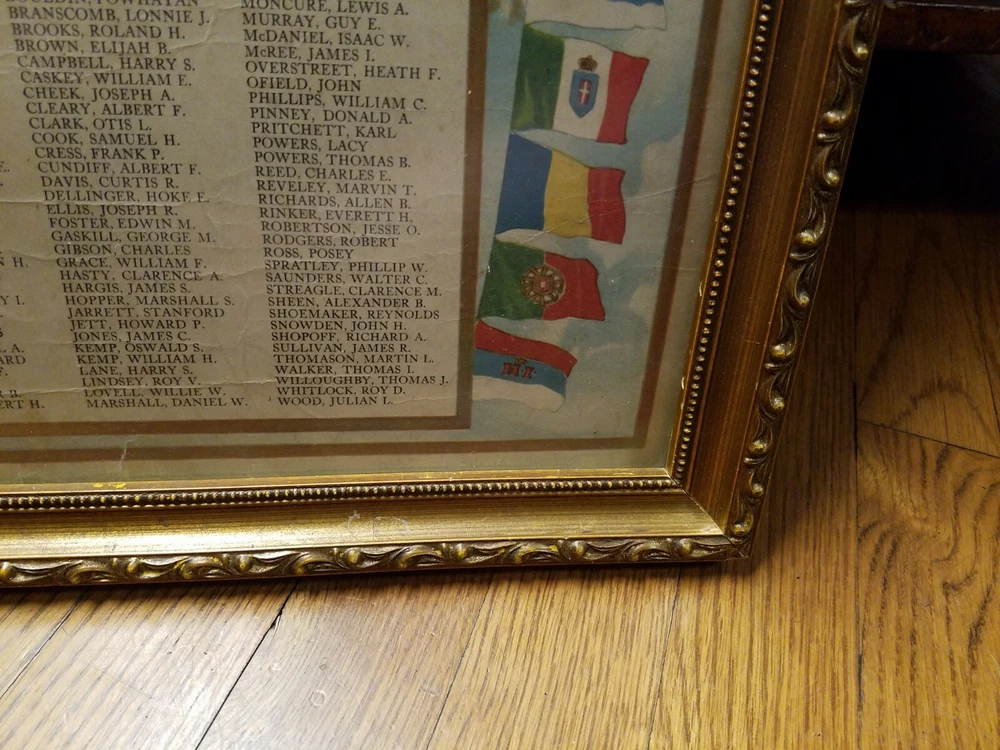 MONCURE, LEWIS A.
BRANSCOMB, LONNIE J.
MURRAY, GUY E.
BROOKS, ROLAND H.
McDANIEL, ISAAC W.
BROWN, ELIJAH B.
McREE, JAMES I.
CAMPBELL, HARRY S.
OVERSTREET, HEATH F.
CASKEY, WILLIAM E.
OFIELD, JOHN
CHEEK, JOSEPH A.
PHILLIPS, WILLIAM C.
CLEARY, ALBERT F.
PINNEY, DONALD A.
CLARK, OTIS L.
PRITCHETT, KARL
COOK, SAMUEL H.
POWERS, LACY
CRESS, FRANK P.
POWERS, THOMAS B.
CUNDIFF, ALBERT F.
REED, CHARLES E.
DAVIS, CURTIS R.
REVELEY, MARVIN T.
DELLINGER, HOKE E.
RICHARDS, ALLEN B.
ELLIS, JOSEPH R.
RINKER, EVERETT H.
FOSTER, EDWIN M.
ROBERTSON, JESSE O.
GASKILL, GEORGE M.
RODGERS, ROBERT
GIBSON, CHARLES
ROSS, POSEY
H. GRACE, WILLIAM F.
SPRATLEY, PHILLIP W.
HASTY, CLARENCE A.
SAUNDERS, WALTER C.
HARGIS, JAMES S.
STREAGLE, CLARENCE M.
I. HOPPER, MARSHALL S.
SHEEN, ALEXANDER B.
JARRETT, STANFORD
SHOEMAKER, REYNOLDS
JETT, HOWARD P.
SNOWDEN, JOHN H.
JONES, JAMES C.
SHOPOFF, RICHARD A.
A. KEMP, OSWALD S.
SULLIVAN, JAMES R.
KEMP, WILLIAM H.
THOMASON, MARTIN L.
LANE, HARRY S.
WALKER, THOMAS I.
LINDSEY, ROY V.
WILLOUGHBY, THOMAS J.
B. LOVELL, WILLIE W.
WHITLOCK, ROY D.
H. MARSHALL, DANIEL W.
WOOD, JULIAN L.